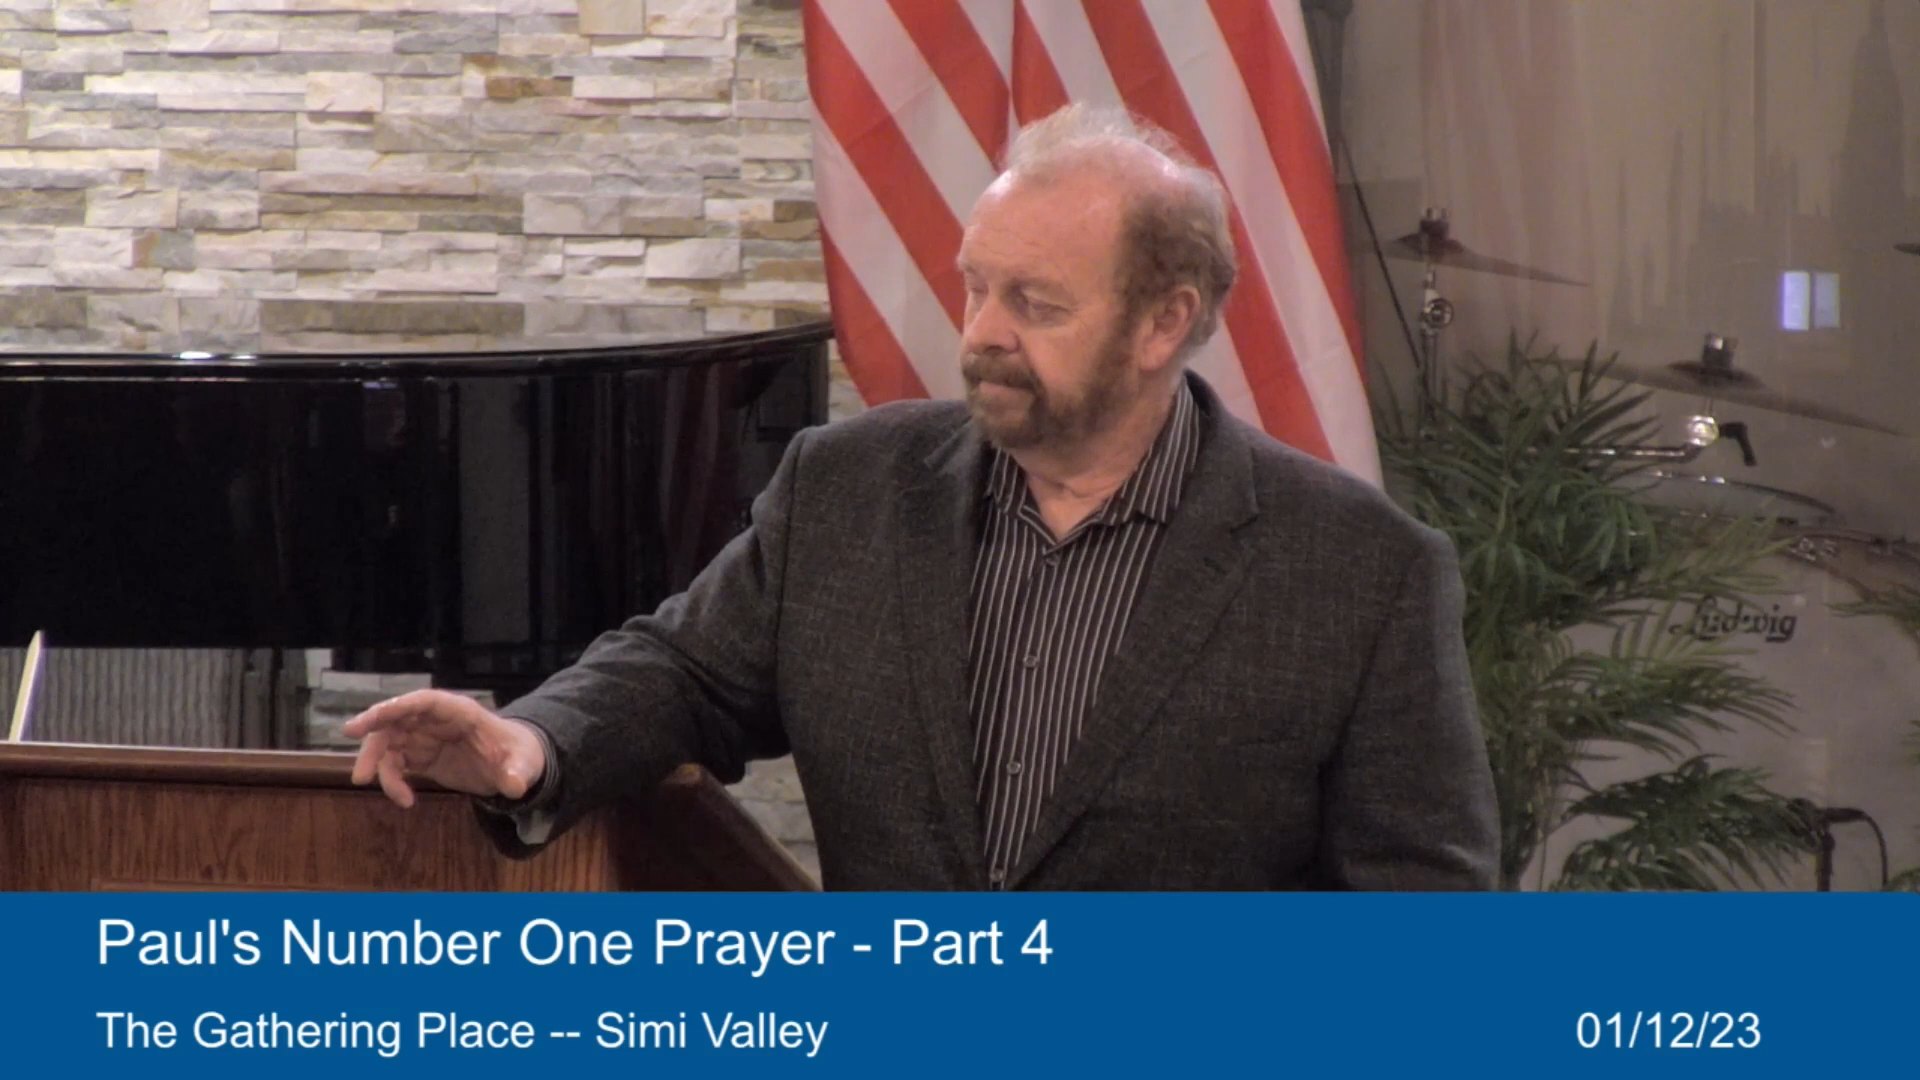 Ludwig
Paul's Number One Prayer - Part 4
The Gathering Place -- Simi Valley
01/12/23